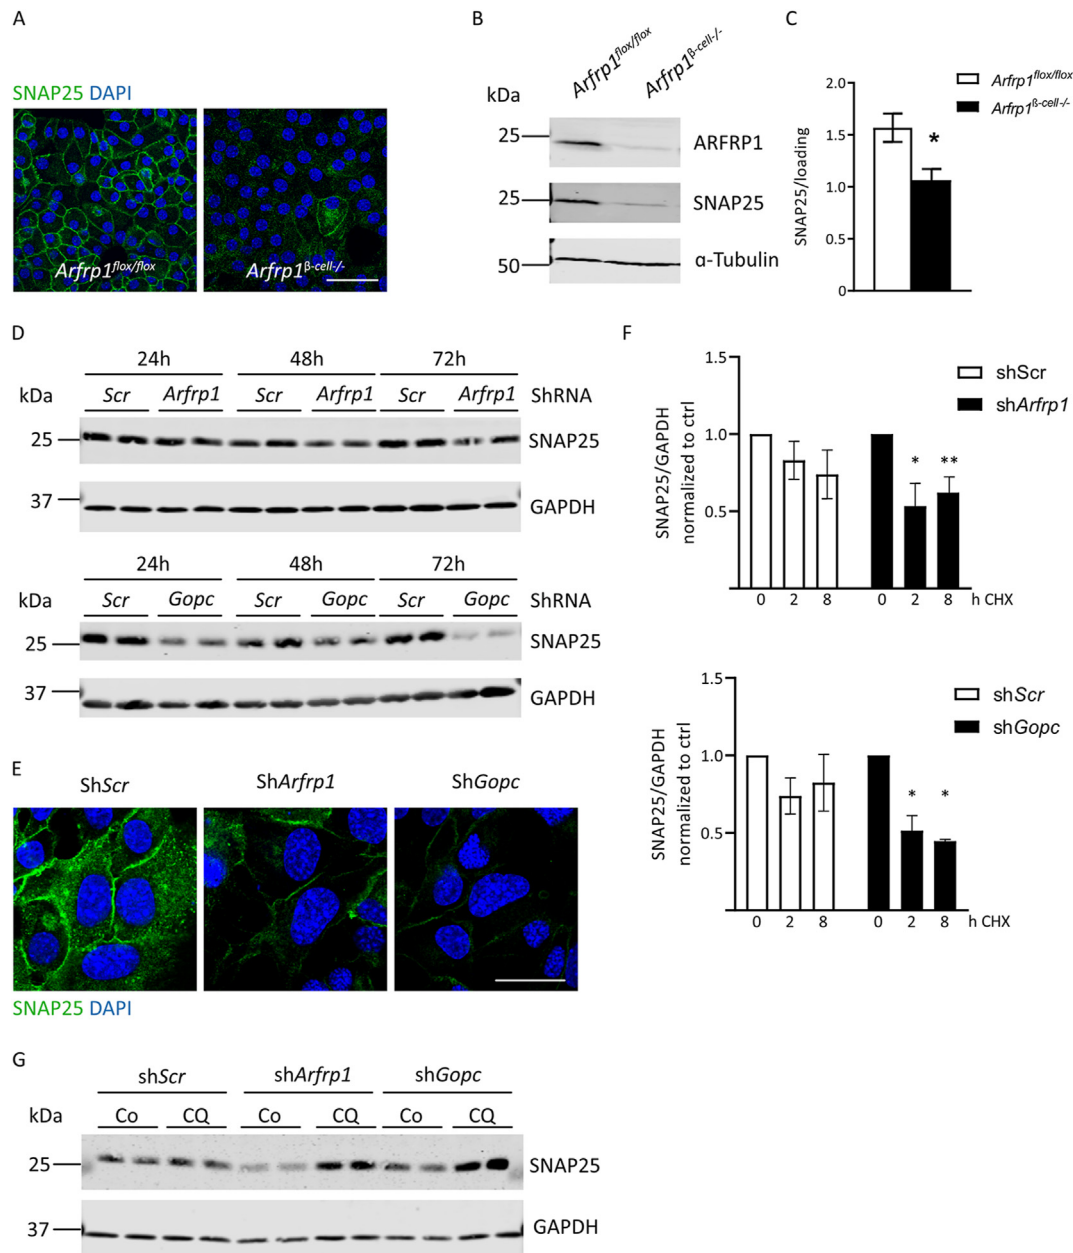 A
SNAP25 DAPI
Arfrp1flox/flox
Arfrp1ß-cell-/-
B
Arfrp1flox/flox
Arfrp1ß-cell-/-
kDa
25
ARFRP1
25
SNAP25
50
α-Tubulin
C
Arfrp1flox/flox
Arfrp1ß-cell-/-
SNAP25/loading
2.0
1.5
1.0
0.5
0
*
D
24h 48h 72h
kDa Scr Arfrp1 Scr Arfrp1 Scr Arfrp1 ShRNA
25 SNAP25
37 GAPDH
24h 48h 72h
kDa Scr Gopc Scr Gopc Scr Gopc ShRNA
25 SNAP25
37 GAPDH
E
ShScr ShArfrp1 ShGopc
SNAP25 DAPI
F
SNAP25/GAPDH
normalized to ctrl
1.5
1.0
0.5
shScr
shArfrp1
* **
0 2 8 0 2 8 h CHX
SNAP25/GAPDH
normalized to ctrl
1.5
1.0
0.5
shScr
shGopc
* *
0 2 8 0 2 8 h CHX
G
shScr shArfrp1 shGopc
kDa Co CQ Co CQ Co CQ
25 SNAP25
37 GAPDH